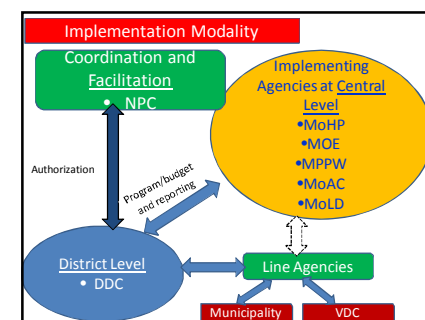 Implementation Modality
Coordination and
Facilitation
• NPC
Implementing
Agencies at Central
Level
•MoHP
•MOE
•MPPW
•MoAC
•MoLD
Authorization
Program/budget
and reporting
District Level
• DDC
Line Agencies
Municipality
VDC